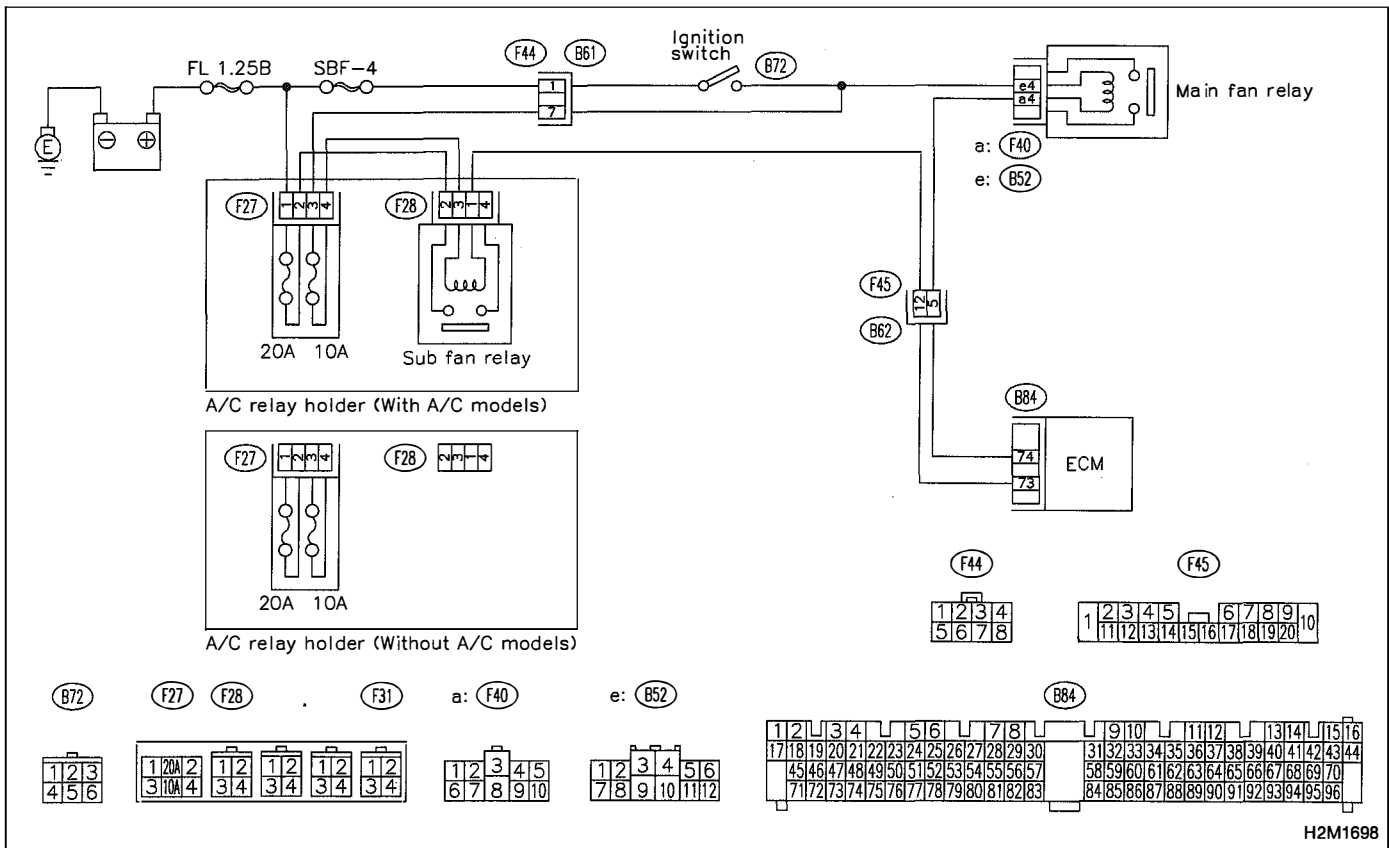 Ignition
switch
F44 B61 B72
FL 1.25B SBF-4
1
7
e4
a4
Main fan relay
E
⊖ ⊕
a: F40
e: B52
F27 1 2 3 4
F28 2 3 1 4
20A 10A
Sub fan relay
A/C relay holder (With A/C models)
F45
12 5
B62
B84
74
73
ECM
F27 1 2 3 4
F28 2 3 1 4
20A 10A
A/C relay holder (Without A/C models)
F44
1 2 3 4
5 6 7 8
F45
1 2 3 4 5 6 7 8 9 10
11 12 13 14 15 16 17 18 19 20
B72
1 2 3
4 5 6
F27 F28 F31
1 20A 2 1 2 1 2 1 2 1 2
3 10A 4 3 4 3 4 3 4 3 4
a: F40
1 2 3 4 5
6 7 8 9 10
e: B52
1 2 3 4 5 6
7 8 9 10 11 12
B84
1 2 3 4 5 6 7 8 9 10 11 12 13 14 15 16
17 18 19 20 21 22 23 24 25 26 27 28 29 30 31 32 33 34 35 36 37 38 39 40 41 42 43 44
45 46 47 48 49 50 51 52 53 54 55 56 57 58 59 60 61 62 63 64 65 66 67 68 69 70
71 72 73 74 75 76 77 78 79 80 81 82 83 84 85 86 87 88 89 90 91 92 93 94 95 96
H2M1698